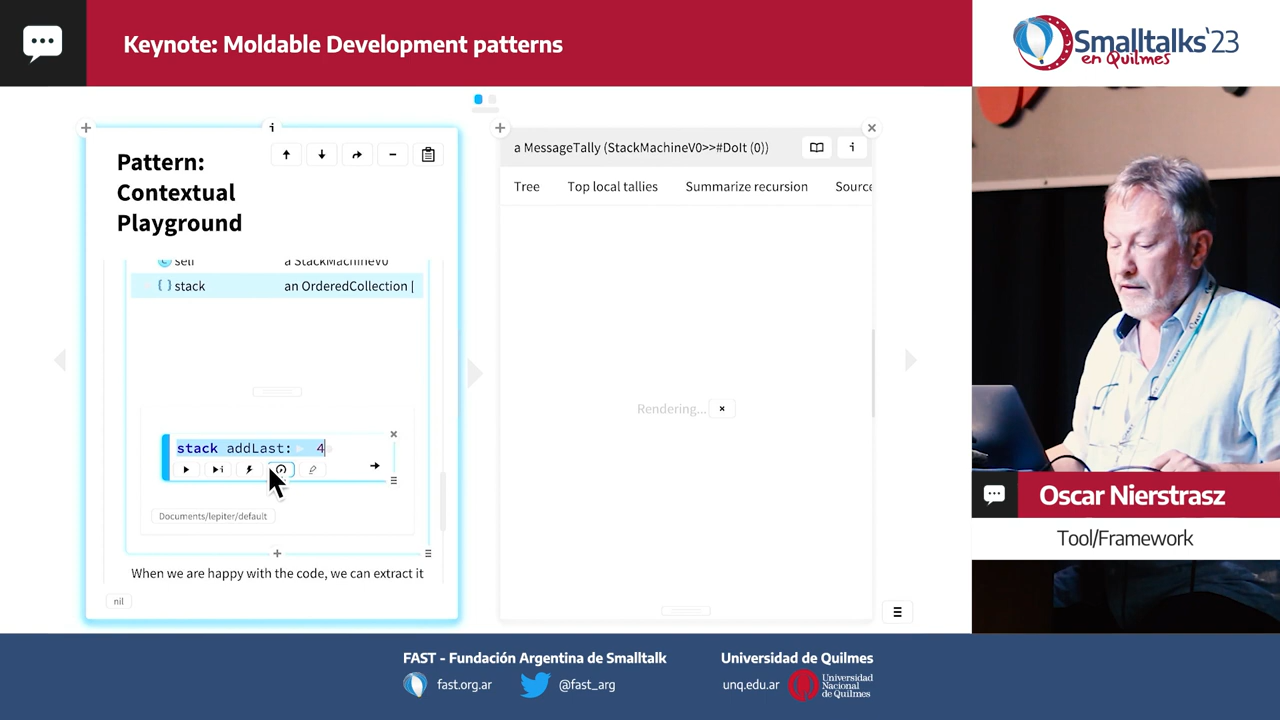 Keynote: Moldable Development patterns
Smalltalks'23
en Quilmes
Pattern:
Contextual
Playground
self
a StackMachineV0
stack
an OrderedCollection |
stack addLast: 4
Documents/lepiter/default
When we are happy with the code, we can extract it
nil
a MessageTally (StackMachineV0>>#DoIt (0))
Tree
Top local tallies
Summarize recursion
Source
Rendering...
Oscar Nierstrasz
Tool/Framework
FAST - Fundación Argentina de Smalltalk
fast.org.ar
@fast_arg
Universidad de Quilmes
unq.edu.ar
Universidad
Nacional
de Quilmes